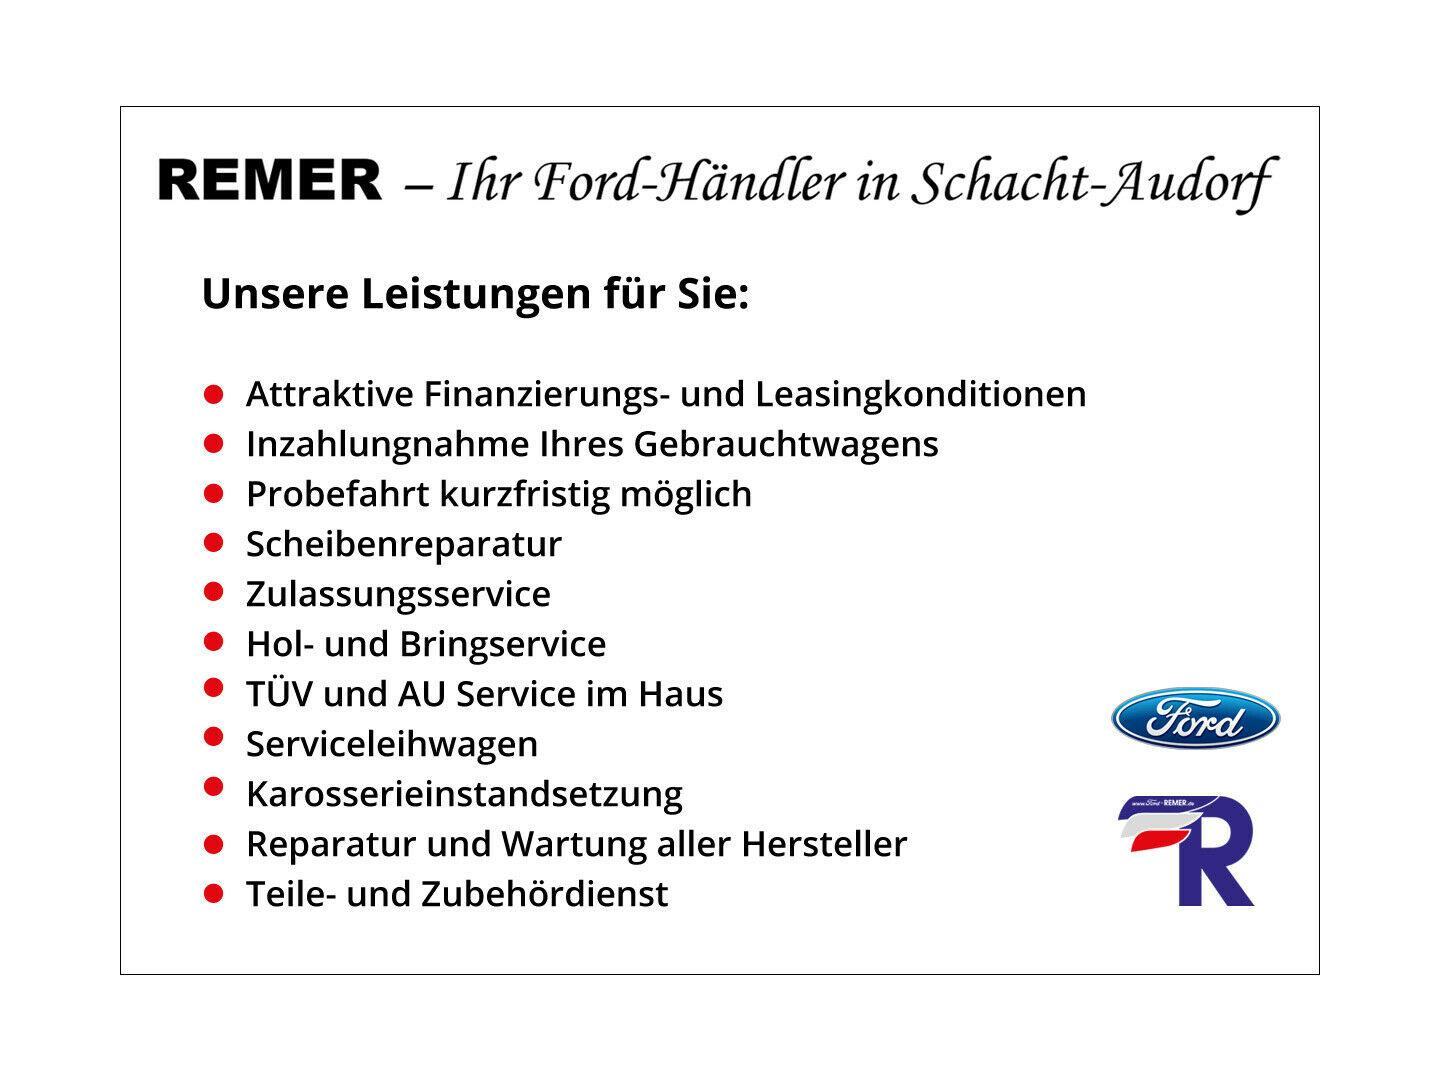 REMER – Ihr Ford-Händler in Schacht-Audorf
Unsere Leistungen für Sie:
Attraktive Finanzierungs- und Leasingkonditionen
Inzahlungnahme Ihres Gebrauchtwagens
Probefahrt kurzfristig möglich
Scheibenreparatur
Zulassungsservice
Hol- und Bringservice
TÜV und AU Service im Haus
Serviceleihwagen
Karosserieinstandsetzung
Reparatur und Wartung aller Hersteller
Teile- und Zubehördienst
Ford
www.Ford-REMER.de
R